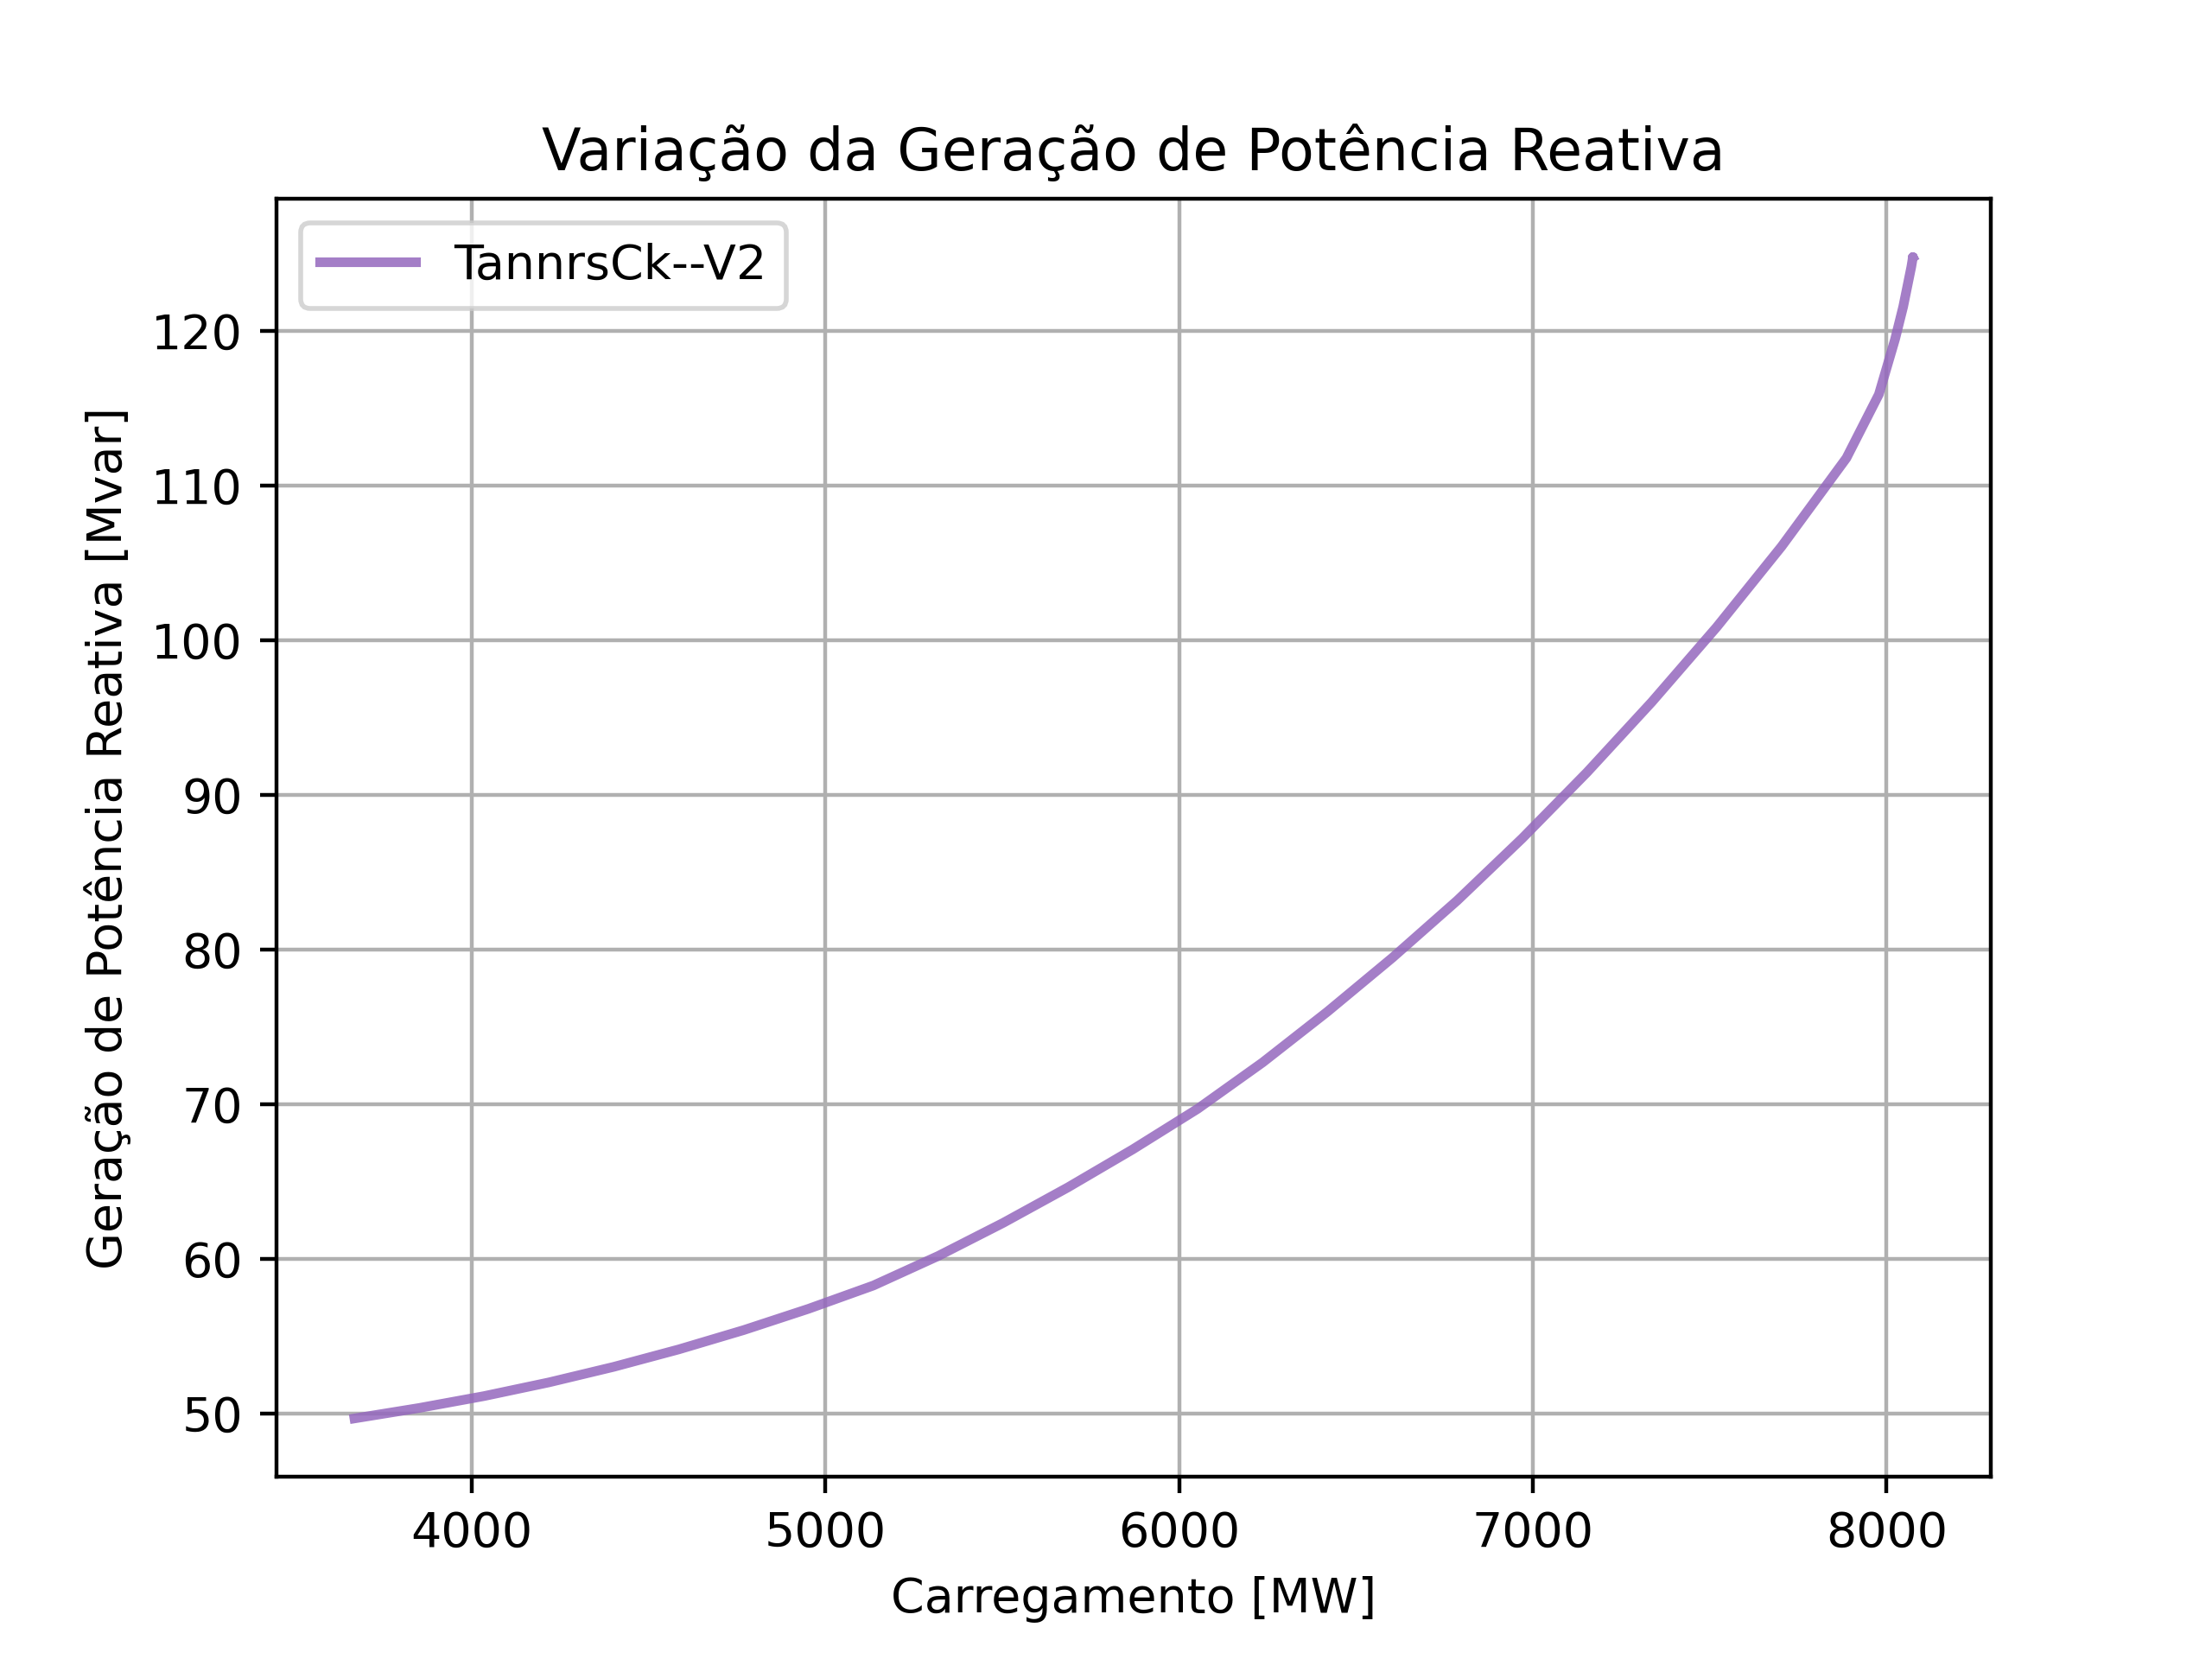 Variação da Geração de Potência Reativa
TannrsCk--V2
Geração de Potência Reativa [Mvar]
120
110
100
90
80
70
60
50
4000 5000 6000 7000 8000
Carregamento [MW]